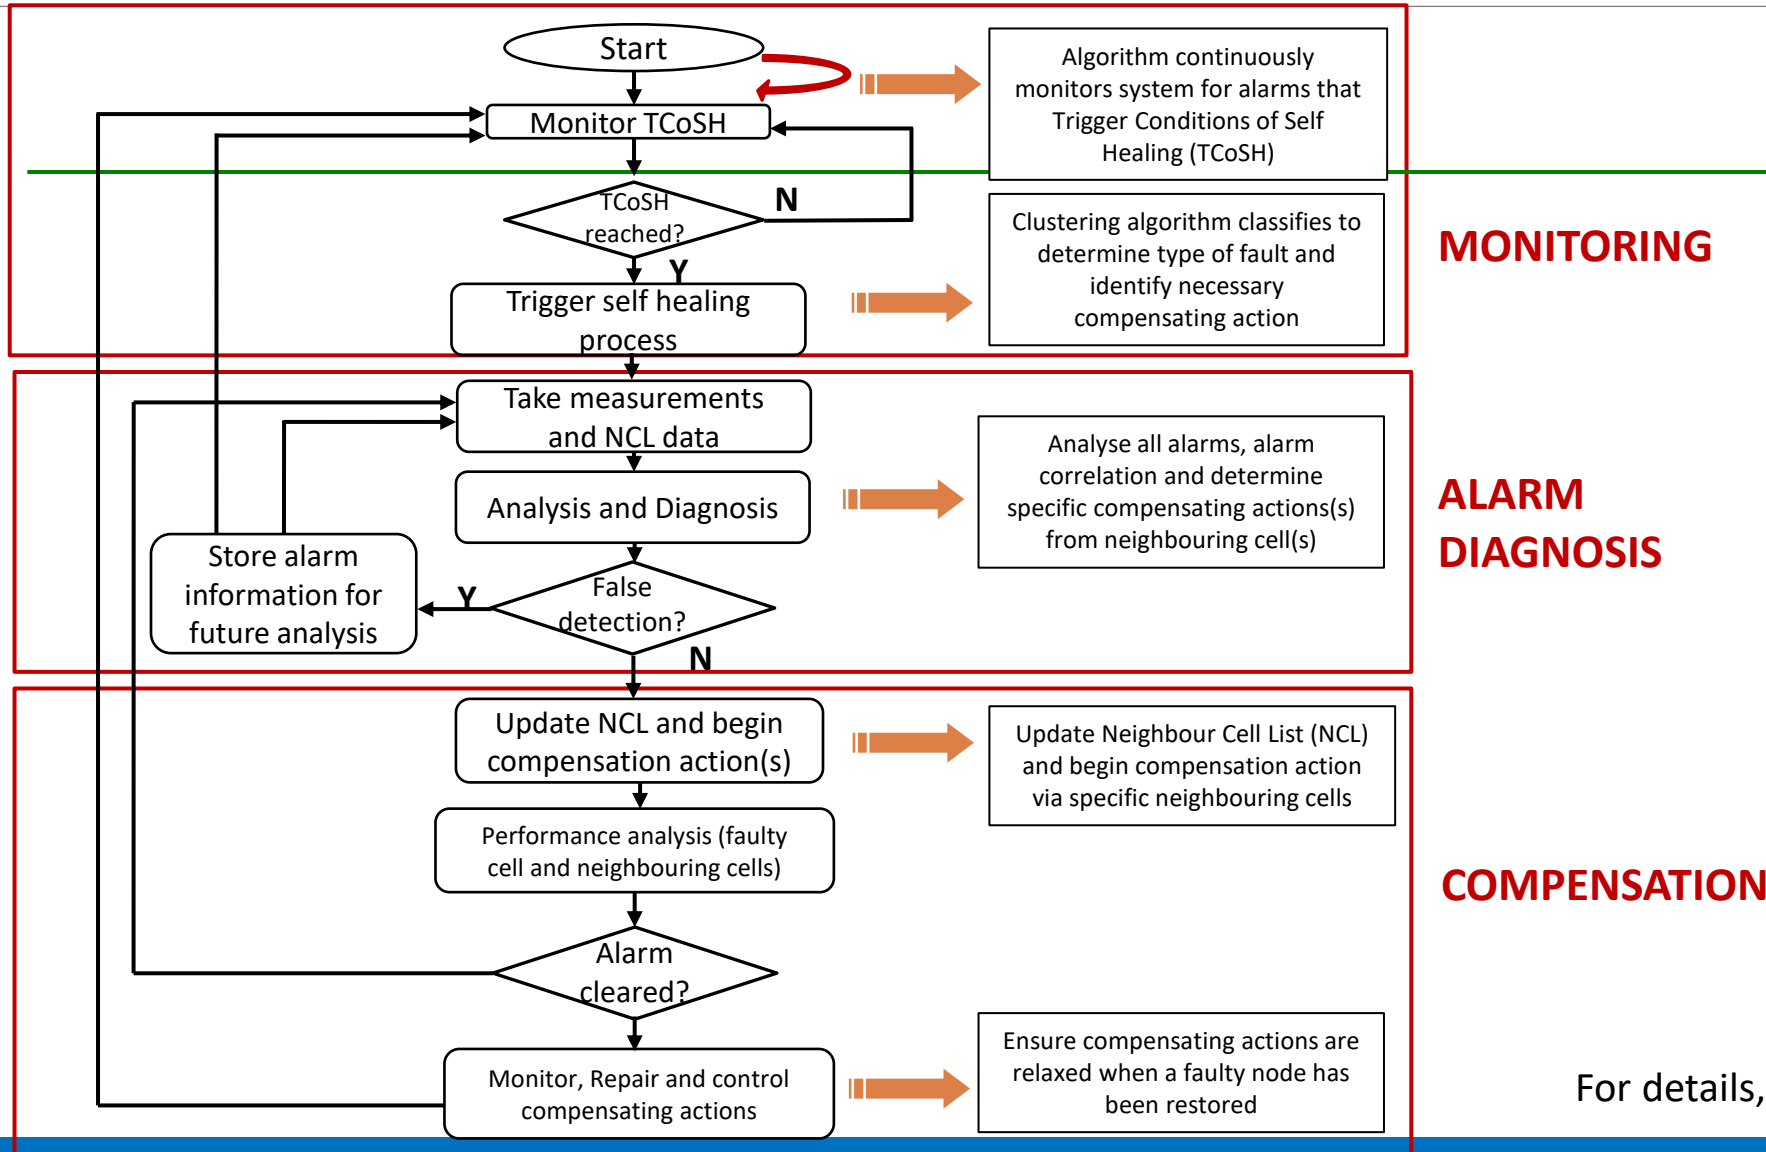 Start
Monitor TCoSH
Algorithm continuously
monitors system for alarms that
Trigger Conditions of Self
Healing (TCoSH)
TCoSH
reached?
N
Y
Trigger self healing
process
Clustering algorithm classifies to
determine type of fault and
identify necessary
compensating action
MONITORING
Take measurements
and NCL data
Analysis and Diagnosis
Analyse all alarms, alarm
correlation and determine
specific compensating actions(s)
from neighbouring cell(s)
ALARM
DIAGNOSIS
Store alarm
information for
future analysis
Y
False
detection?
N
Update NCL and begin
compensation action(s)
Update Neighbour Cell List (NCL)
and begin compensation action
via specific neighbouring cells
Performance analysis (faulty
cell and neighbouring cells)
COMPENSATION
Alarm
cleared?
Monitor, Repair and control
compensating actions
Ensure compensating actions are
relaxed when a faulty node has
been restored
For details,